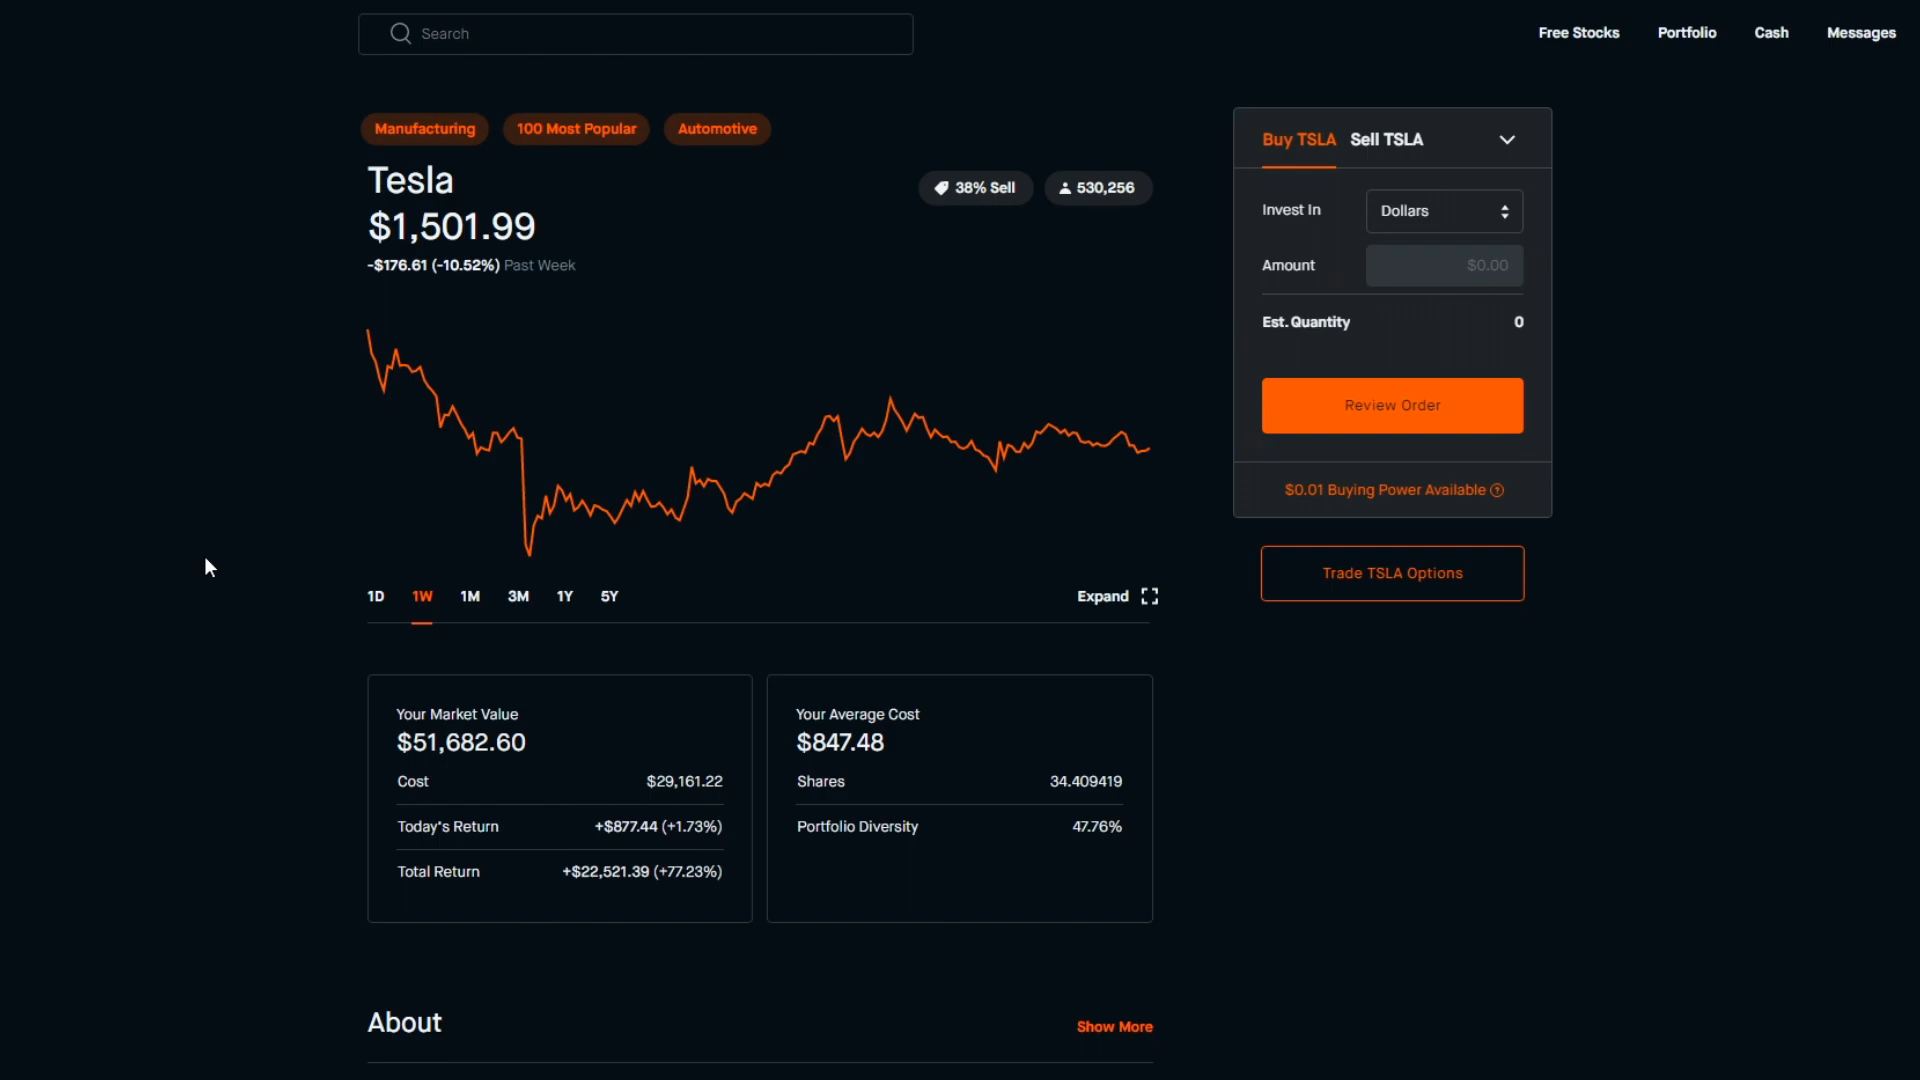 Search
Free Stocks Portfolio Cash Messages
Manufacturing 100 Most Popular Automotive
Tesla
$1,501.99
-$176.61 (-10.52%) Past Week
38% Sell 530,256
1D 1W 1M 3M 1Y 5Y Expand
Buy TSLA Sell TSLA
Invest In Dollars
Amount $0.00
Est. Quantity 0
Review Order
$0.01 Buying Power Available ?
Trade TSLA Options
Your Market Value
$51,682.60
Cost $29,161.22
Today's Return +$877.44 (+1.73%)
Total Return +$22,521.39 (+77.23%)
Your Average Cost
$847.48
Shares 34.409419
Portfolio Diversity 47.76%
About Show More